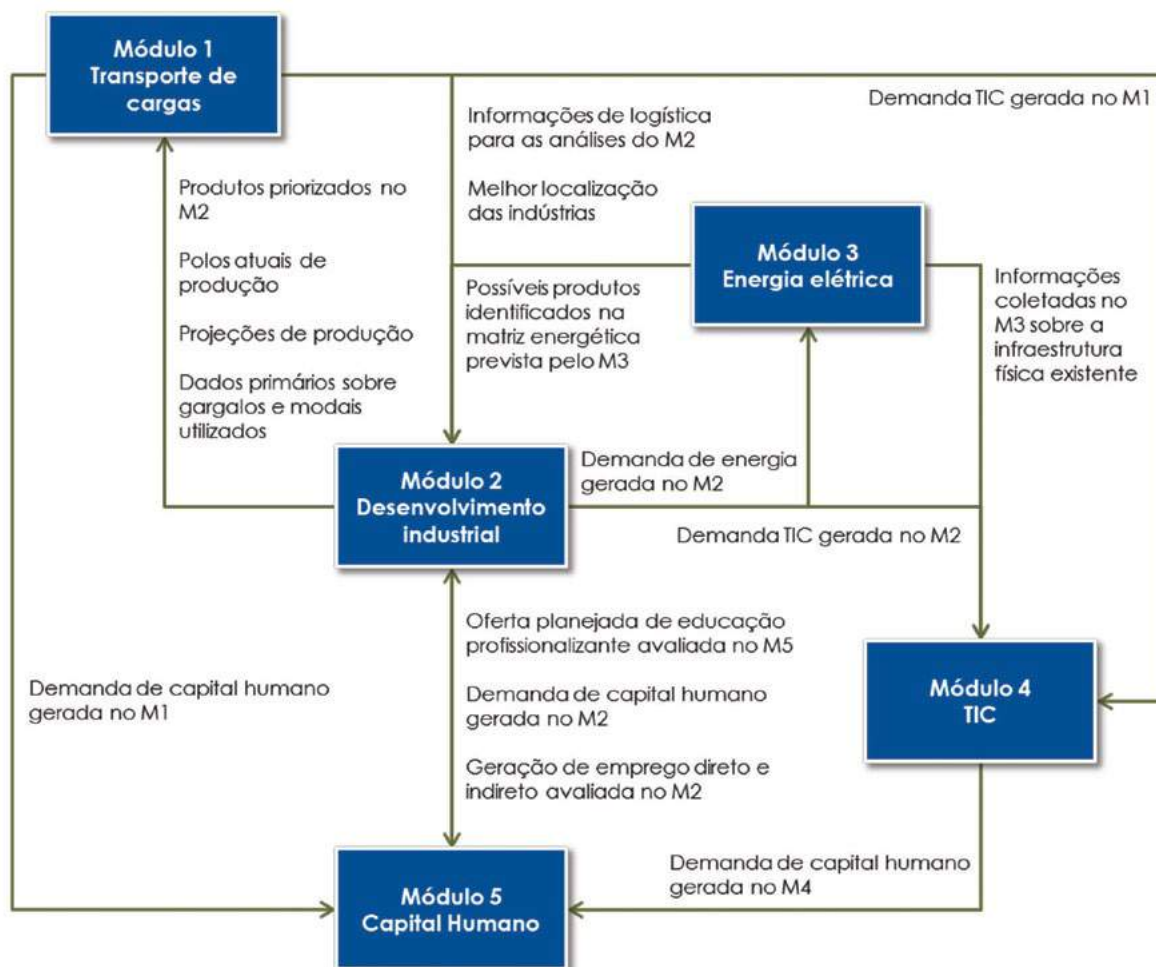 Módulo 1
Transporte de
cargas
Demanda TIC gerada no M1
Informações de logística
para as análises do M2
Melhor localização
das indústrias
Produtos priorizados no
M2
Polos atuais de
produção
Projeções de produção
Dados primários sobre
gargalos e modais
utilizados
Módulo 3
Energia elétrica
Possíveis produtos
identificados na
matriz energética
prevista pelo M3
Informações
coletadas no
M3 sobre a
infraestrutura
física existente
Módulo 2
Desenvolvimento
industrial
Demanda de energia
gerada no M2
Demanda TIC gerada no M2
Oferta planejada de educação
profissionalizante avaliada no M5
Demanda de capital humano
gerada no M2
Geração de emprego direto e
indireto avaliada no M2
Demanda de capital humano
gerada no M1
Módulo 4
TIC
Demanda de capital humano
gerada no M4
Módulo 5
Capital Humano